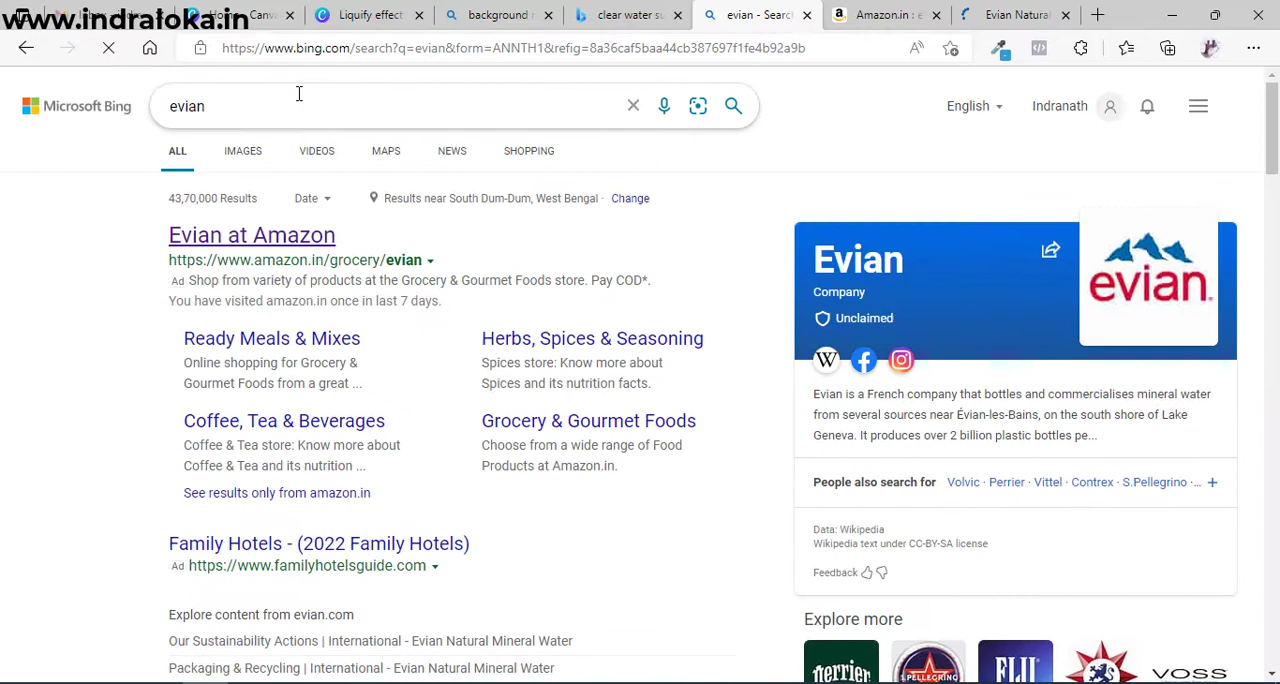 www.indraloka.in
Home - Canva
Liquify effect
background r
clear water su
evian - Search
Amazon.in : e
Evian Natural
https://www.bing.com/search?q=evian&form=ANNTH1&refig=8a36caf5baa44cb387697f1fe4b92a9b
Microsoft Bing
evian
English
Indranath
ALL
IMAGES
VIDEOS
MAPS
NEWS
SHOPPING
43,70,000 Results
Date
Results near South Dum-Dum, West Bengal ·
Change
Evian at Amazon
https://www.amazon.in/grocery/evian
Ad Shop from variety of products at the Grocery & Gourmet Foods store. Pay COD*.
You have visited amazon.in once in last 7 days.
Ready Meals & Mixes
Online shopping for Grocery &
Gourmet Foods from a great ...
Herbs, Spices & Seasoning
Spices store: Know more about
Spices and its nutrition facts.
Coffee, Tea & Beverages
Coffee & Tea store: Know more about
Coffee & Tea and its nutrition ...
Grocery & Gourmet Foods
Choose from a wide range of Food
Products at Amazon.in.
See results only from amazon.in
Family Hotels - (2022 Family Hotels)
Ad https://www.familyhotelsguide.com
Explore content from evian.com
Our Sustainability Actions | International - Evian Natural Mineral Water
Packaging & Recycling | International - Evian Natural Mineral Water
Evian
Company
Unclaimed
evian.
W
Evian is a French company that bottles and commercialises mineral water
from several sources near Évian-les-Bains, on the south shore of Lake
Geneva. It produces over 2 billion plastic bottles pe...
People also search for
Volvic · Perrier · Vittel · Contrex · S.Pellegrino ·...
Data: Wikipedia
Wikipedia text under CC-BY-SA license
Feedback
Explore more
perrier
S.PELLEGRINO
FIJI
VOSS